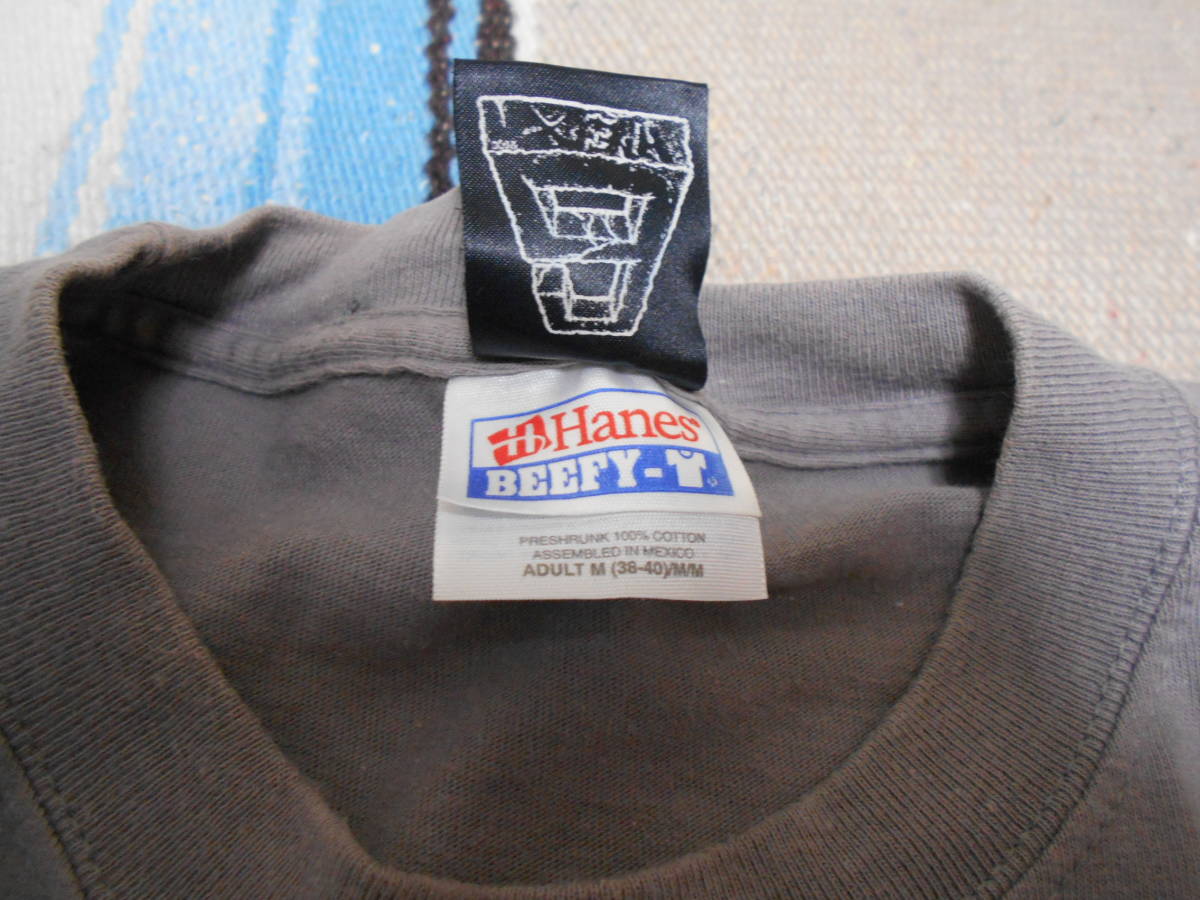 Hanes®
BEEFY-T®
PRESHRUNK 100% COTTON
ASSEMBLED IN MEXICO
ADULT M (38-40)/M/M